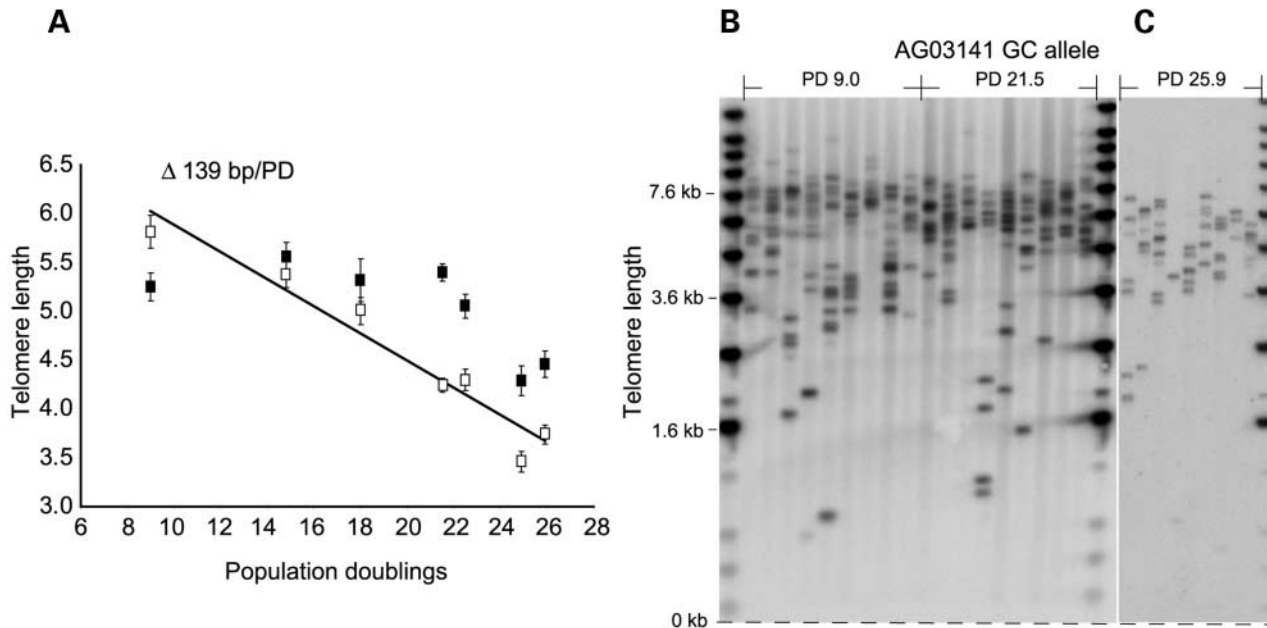 A
Δ 139 bp/PD
Telomere length
6.5
6.0
5.5
5.0
4.5
4.0
3.5
3.0
6 8 10 12 14 16 18 20 22 24 26 28
Population doublings
B
AG03141 GC allele
PD 9.0 PD 21.5
Telomere length
7.6 kb
3.6 kb
1.6 kb
0 kb
C
PD 25.9